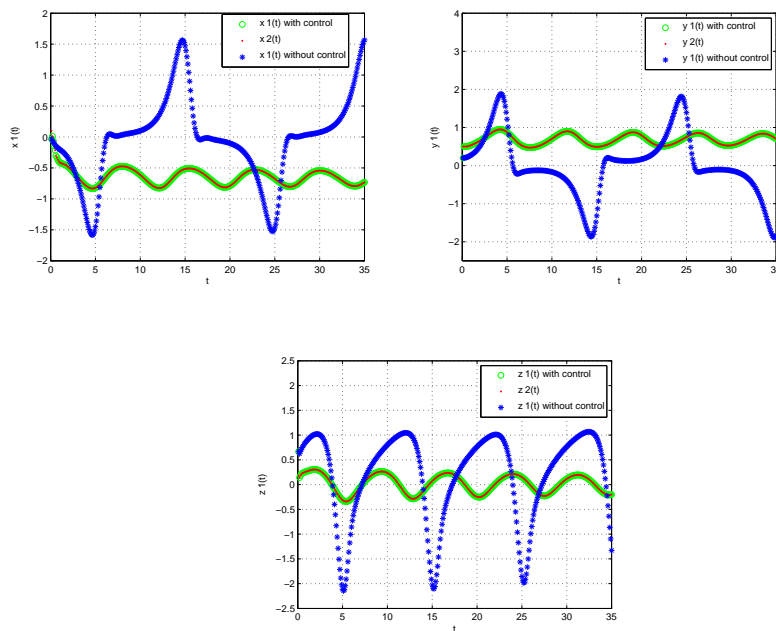 2
1.5
1
0.5
0
−0.5
−1
−1.5
−2
x 1(t)
x 1(t) with control
x 2(t)
x 1(t) without control
0 5 10 15 20 25 30 35
t
4
3
2
1
0
−1
−2
y 1(t)
y 1(t) with control
y 2(t)
y 1(t) without control
0 5 10 15 20 25 30 35
t
2.5
2
1.5
1
0.5
0
−0.5
−1
−1.5
−2
−2.5
z 1(t)
z 1(t) with control
z 2(t)
z 1(t) without control
0 5 10 15 20 25 30 35
t